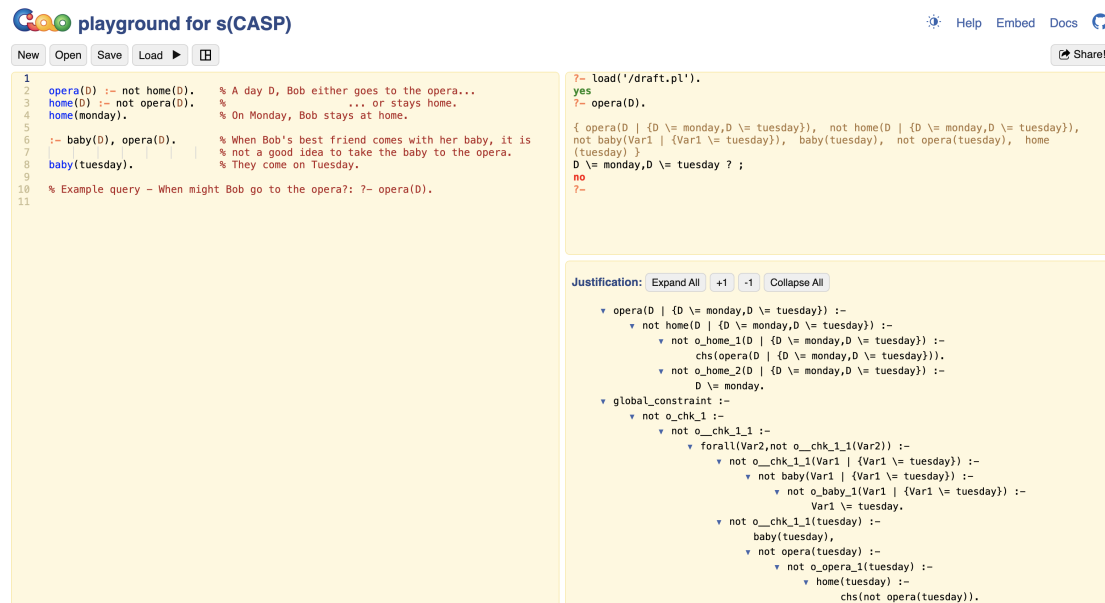 Ciao playground for s(CASP)
Help Embed Docs
New Open Save Load ▶
Share!
1
2 opera(D) :- not home(D). % A day D, Bob either goes to the opera...
3 home(D) :- not opera(D). % ... or stays home.
4 home(monday). % On Monday, Bob stays at home.
5
6 :- baby(D), opera(D). % When Bob's best friend comes with her baby, it is
7 % not a good idea to take the baby to the opera.
8 baby(tuesday). % They come on Tuesday.
9
10 % Example query - When might Bob go to the opera?: ?- opera(D).
11
?- load('/draft.pl').
yes
?- opera(D).
{ opera(D | {D \= monday,D \= tuesday}), not home(D | {D \= monday,D \= tuesday}),
not baby(Var1 | {Var1 \= tuesday}), baby(tuesday), not opera(tuesday), home
(tuesday) }
D \= monday,D \= tuesday ? ;
no
?-
Justification: Expand All +1 -1 Collapse All
▼ opera(D | {D \= monday,D \= tuesday}) :-
▼ not home(D | {D \= monday,D \= tuesday}) :-
▼ not o_home_1(D | {D \= monday,D \= tuesday}) :-
chs(opera(D | {D \= monday,D \= tuesday})).
▼ not o_home_2(D | {D \= monday,D \= tuesday}) :-
D \= monday.
▼ global_constraint :-
▼ not o_chk_1 :-
▼ not o__chk_1_1 :-
▼ forall(Var2,not o__chk_1_1(Var2)) :-
▼ not o__chk_1_1(Var1 | {Var1 \= tuesday}) :-
▼ not baby(Var1 | {Var1 \= tuesday}) :-
▼ not o_baby_1(Var1 | {Var1 \= tuesday}) :-
Var1 \= tuesday.
▼ not o__chk_1_1(tuesday) :-
baby(tuesday),
▼ not opera(tuesday) :-
▼ not o_opera_1(tuesday) :-
▼ home(tuesday) :-
chs(not opera(tuesday)).